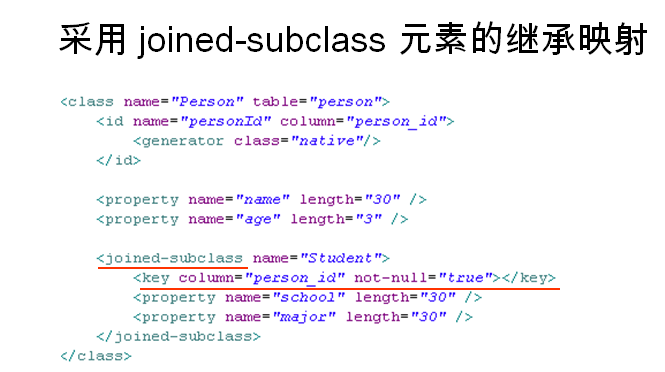 采用 joined-subclass 元素的继承映射
<class name="Person" table="person">
<id name="personId" column="person_id">
<generator class="native"/>
</id>
<property name="name" length="30" />
<property name="age" length="3" />
<joined-subclass name="Student">
<key column="person_id" not-null="true"></key>
<property name="school" length="30" />
<property name="major" length="30" />
</joined-subclass>
</class>